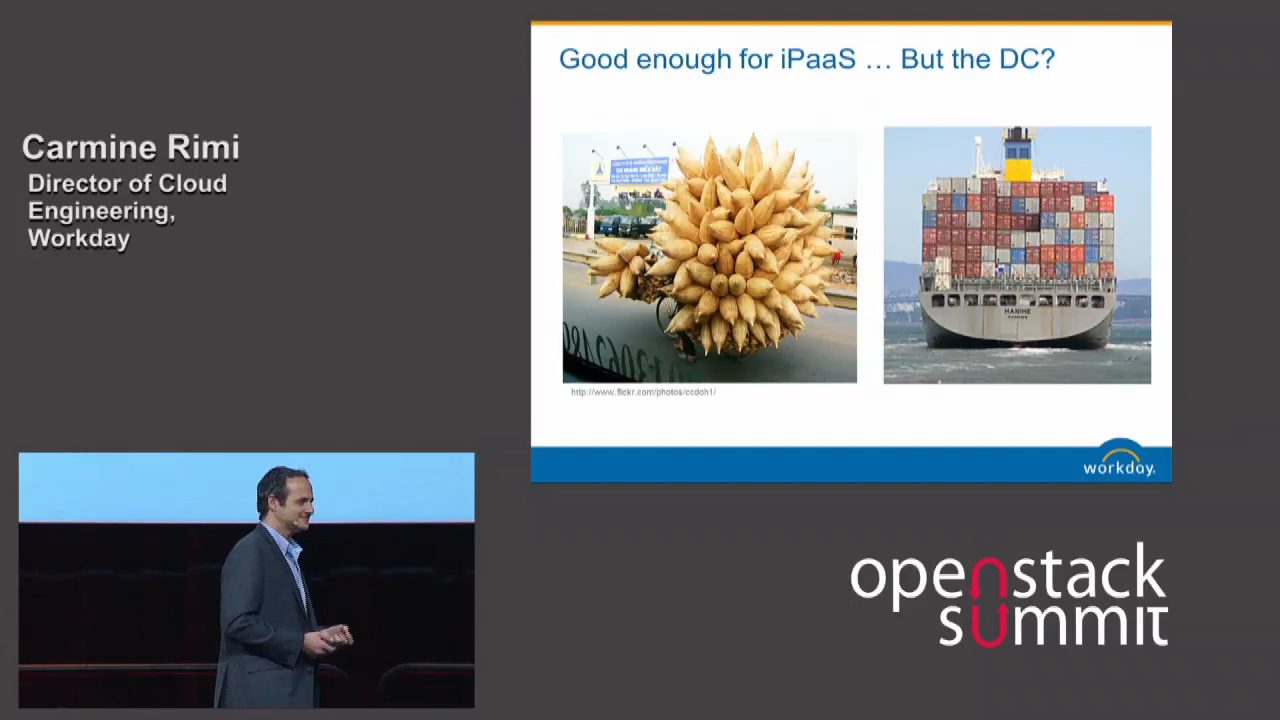 Carmine Rimi
Director of Cloud
Engineering,
Workday
Good enough for iPaaS … But the DC?
HANIHE
http://www.flickr.com/photos/ccdoh1/
workday.
openstack
summit